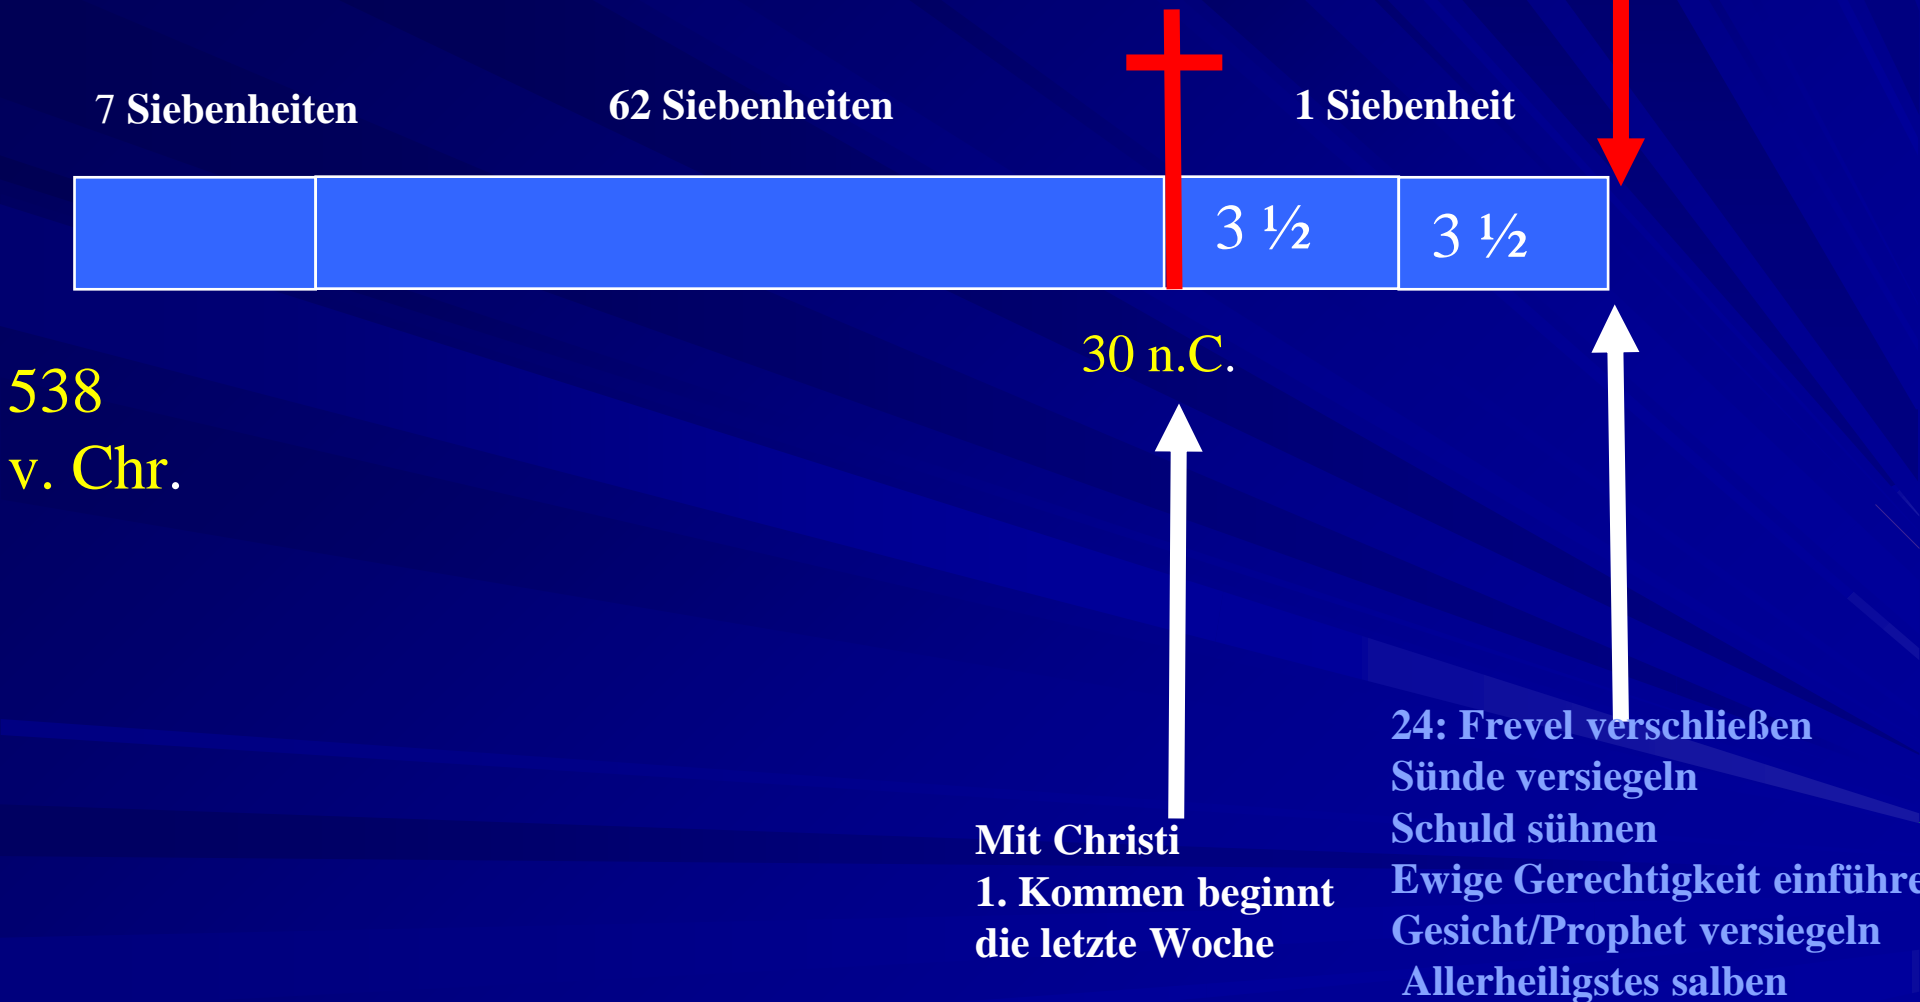 7 Siebenheiten
62 Siebenheiten
1 Siebenheit
3 ½
3 ½
30 n.C.
538
v. Chr.
Mit Christi
1. Kommen beginnt
die letzte Woche
24: Frevel verschließen
Sünde versiegeln
Schuld sühnen
Ewige Gerechtigkeit einführe
Gesicht/Prophet versiegeln
Allerheiligstes salben